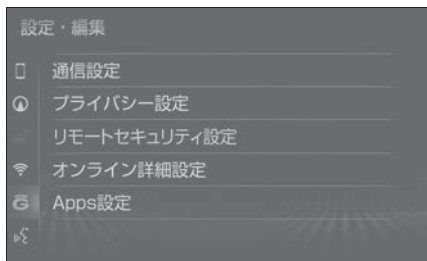 設定・編集
通信設定
プライバシー設定
リモートセキュリティ設定
オンライン詳細設定
Apps設定